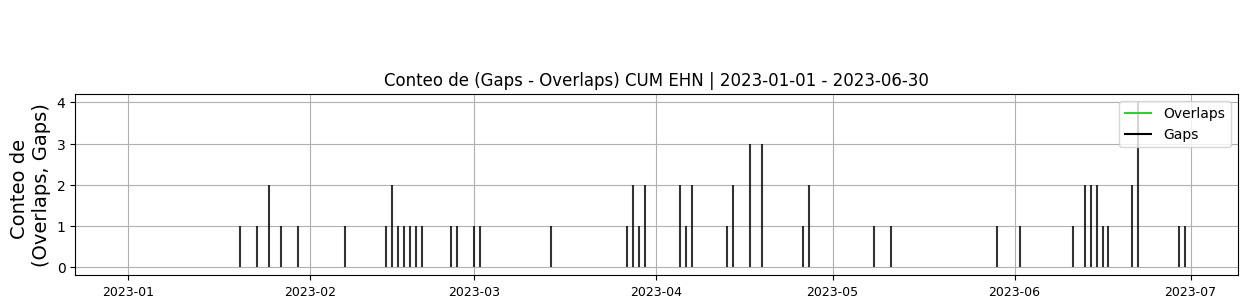 Conteo de (Gaps - Overlaps) CUM EHN | 2023-01-01 - 2023-06-30
Conteo de
(Overlaps, Gaps)
4
3
2
1
0
Overlaps
Gaps
2023-01
2023-02
2023-03
2023-04
2023-05
2023-06
2023-07